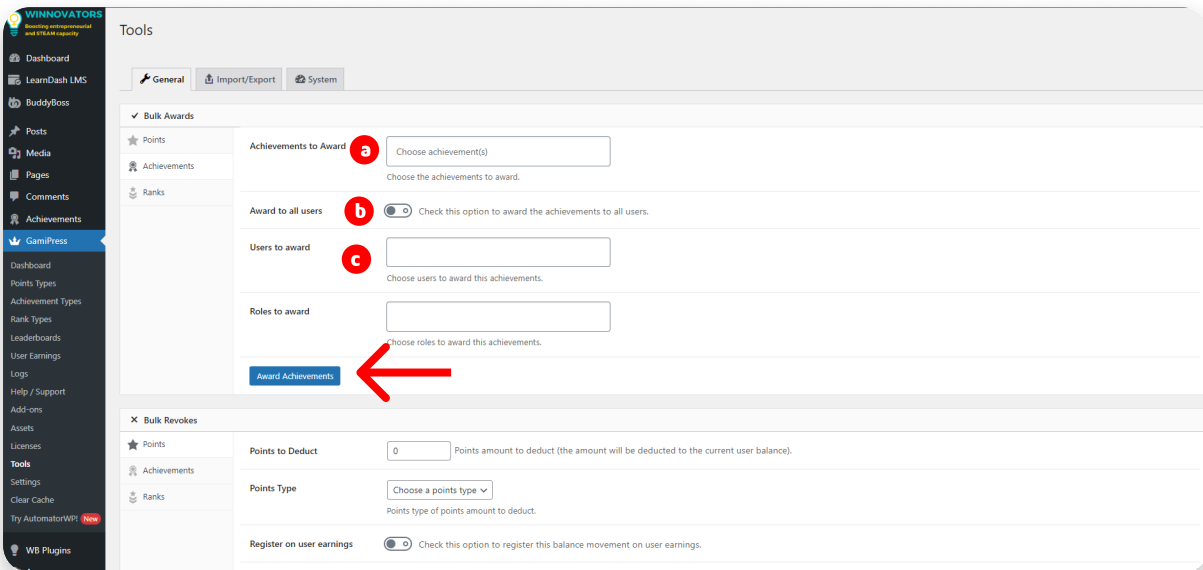 WINNOVATORS
Boosting entrepreneurial
and STEAM capacity
Dashboard
LearnDash LMS
BuddyBoss
Posts
Media
Pages
Comments
Achievements
GamiPress
Dashboard
Points Types
Achievement Types
Rank Types
Leaderboards
User Earnings
Logs
Help / Support
Add-ons
Assets
Licenses
Tools
Settings
Clear Cache
Try AutomatorWP! New
WB Plugins
Tools
General Import/Export System
Bulk Awards
Points
Achievements
Ranks
Achievements to Award a Choose achievement(s)
Choose the achievements to award.
Award to all users b Check this option to award the achievements to all users.
Users to award c
Choose users to award this achievements.
Roles to award
Choose roles to award this achievements.
Award Achievements
Bulk Revokes
Points
Achievements
Ranks
Points to Deduct 0 Points amount to deduct (the amount will be deducted to the current user balance).
Points Type Choose a points type
Points type of points amount to deduct.
Register on user earnings Check this option to register this balance movement on user earnings.